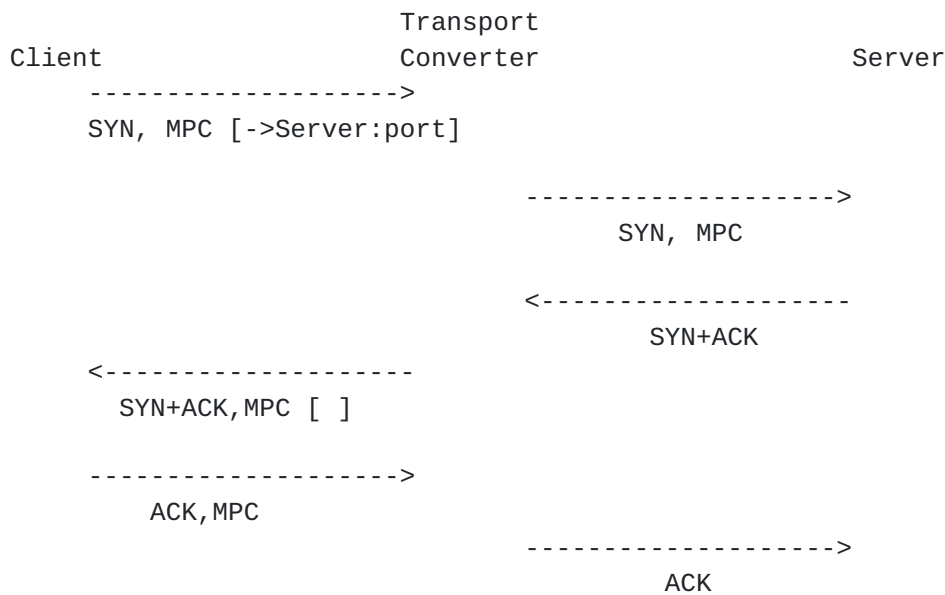 Transport
Client Converter Server
-------------------->
SYN, MPC [->Server:port]
-------------------->
SYN, MPC
<--------------------
SYN+ACK
<---------------------
SYN+ACK,MPC [ ]
-------------------->
ACK,MPC
-------------------->
ACK